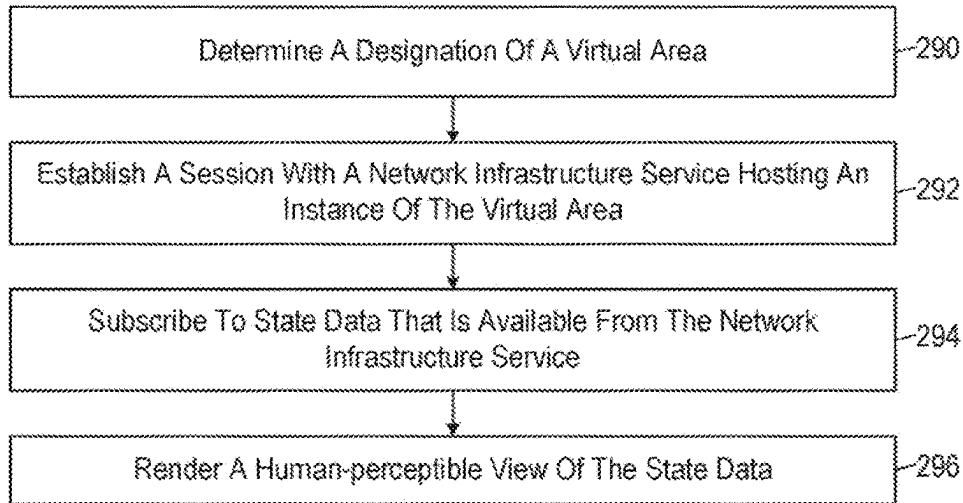 Determine A Designation Of A Virtual Area
290
Establish A Session With A Network Infrastructure Service Hosting An
Instance Of The Virtual Area
292
Subscribe To State Data That Is Available From The Network
Infrastructure Service
294
Render A Human-perceptible View Of The State Data
296